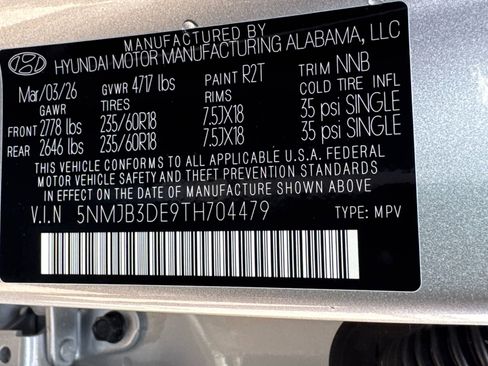 MANUFACTURED BY
HYUNDAI MOTOR MANUFACTURING ALABAMA, LLC
Mar/03/26 GVWR 4717 lbs PAINT R2T TRIM NNB
GAWR TIRES RIMS COLD TIRE INFL
FRONT 2778 lbs 235/60R18 7.5JX18 35 psi SINGLE
REAR 2646 lbs 235/60R18 7.5JX18 35 psi SINGLE
THIS VEHICLE CONFORMS TO ALL APPLICABLE U.S.A. FEDERAL
MOTOR VEHICLE SAFETY AND THEFT PREVENTION STANDARDS
IN EFFECT ON THE DATE OF MANUFACTURE SHOWN ABOVE.
V.I.N 5NMJB3DE9TH704479 TYPE: MPV